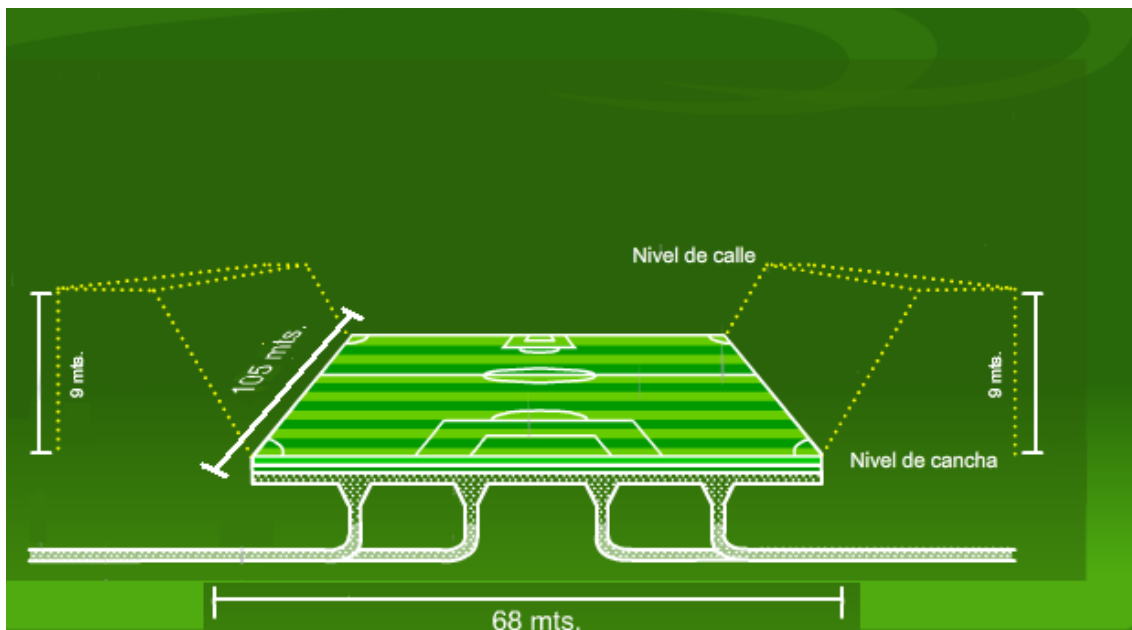 Nivel de calle
105 mts.
9 mts.
9 mts.
Nivel de cancha
68 mts.